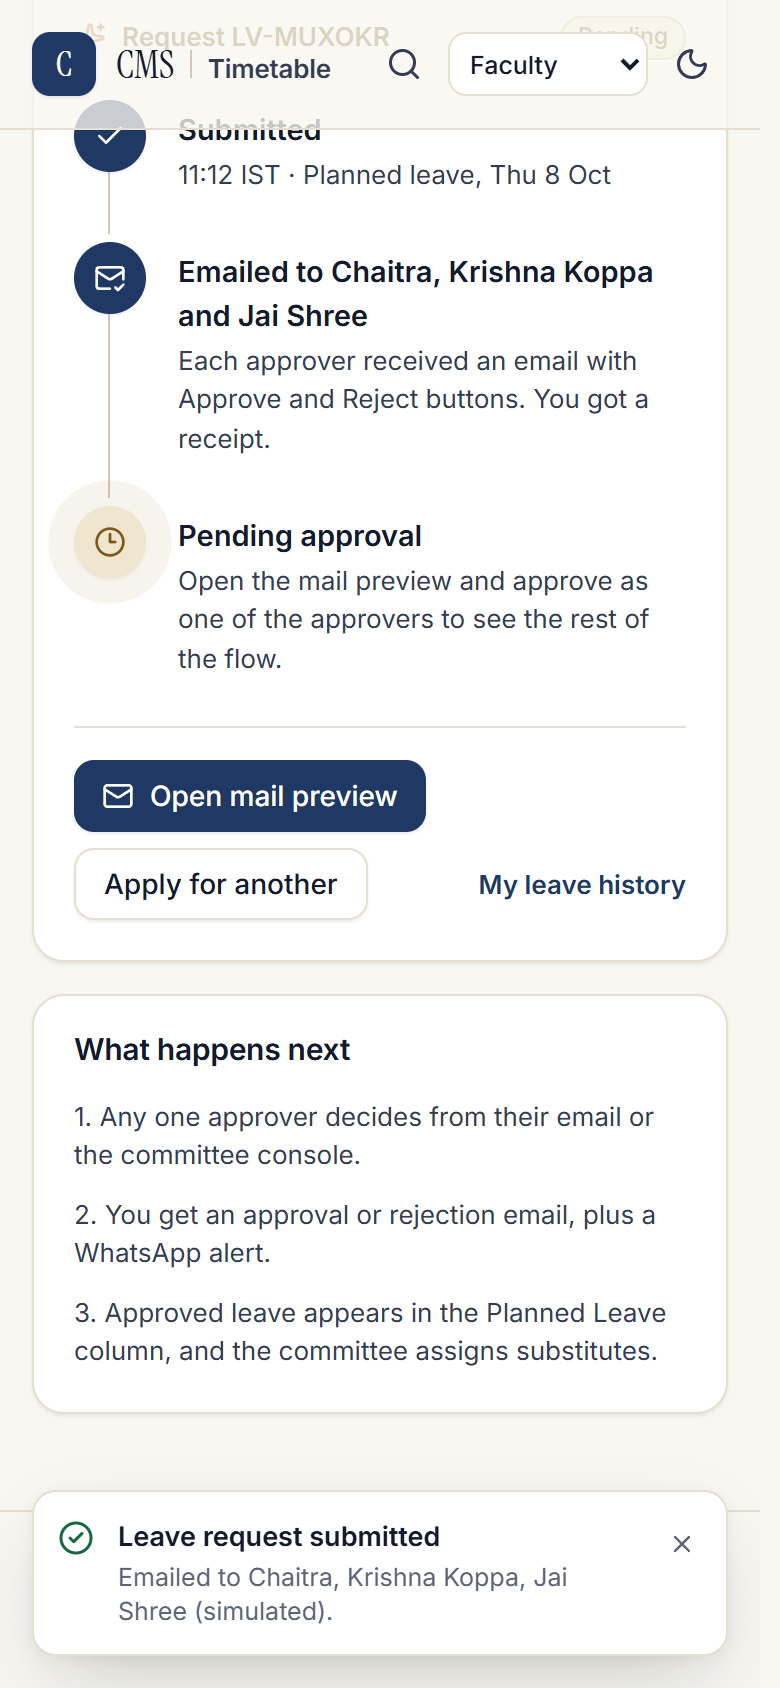 Request LV-MUXOKR
Pending
C
CMS
Timetable
Faculty
Submitted
11:12 IST · Planned leave, Thu 8 Oct
Emailed to Chaitra, Krishna Koppa
and Jai Shree
Each approver received an email with
Approve and Reject buttons. You got a
receipt.
Pending approval
Open the mail preview and approve as
one of the approvers to see the rest of
the flow.
Open mail preview
Apply for another
My leave history
What happens next
1. Any one approver decides from their email or
the committee console.
2. You get an approval or rejection email, plus a
WhatsApp alert.
3. Approved leave appears in the Planned Leave
column, and the committee assigns substitutes.
Leave request submitted
Emailed to Chaitra, Krishna Koppa, Jai
Shree (simulated).